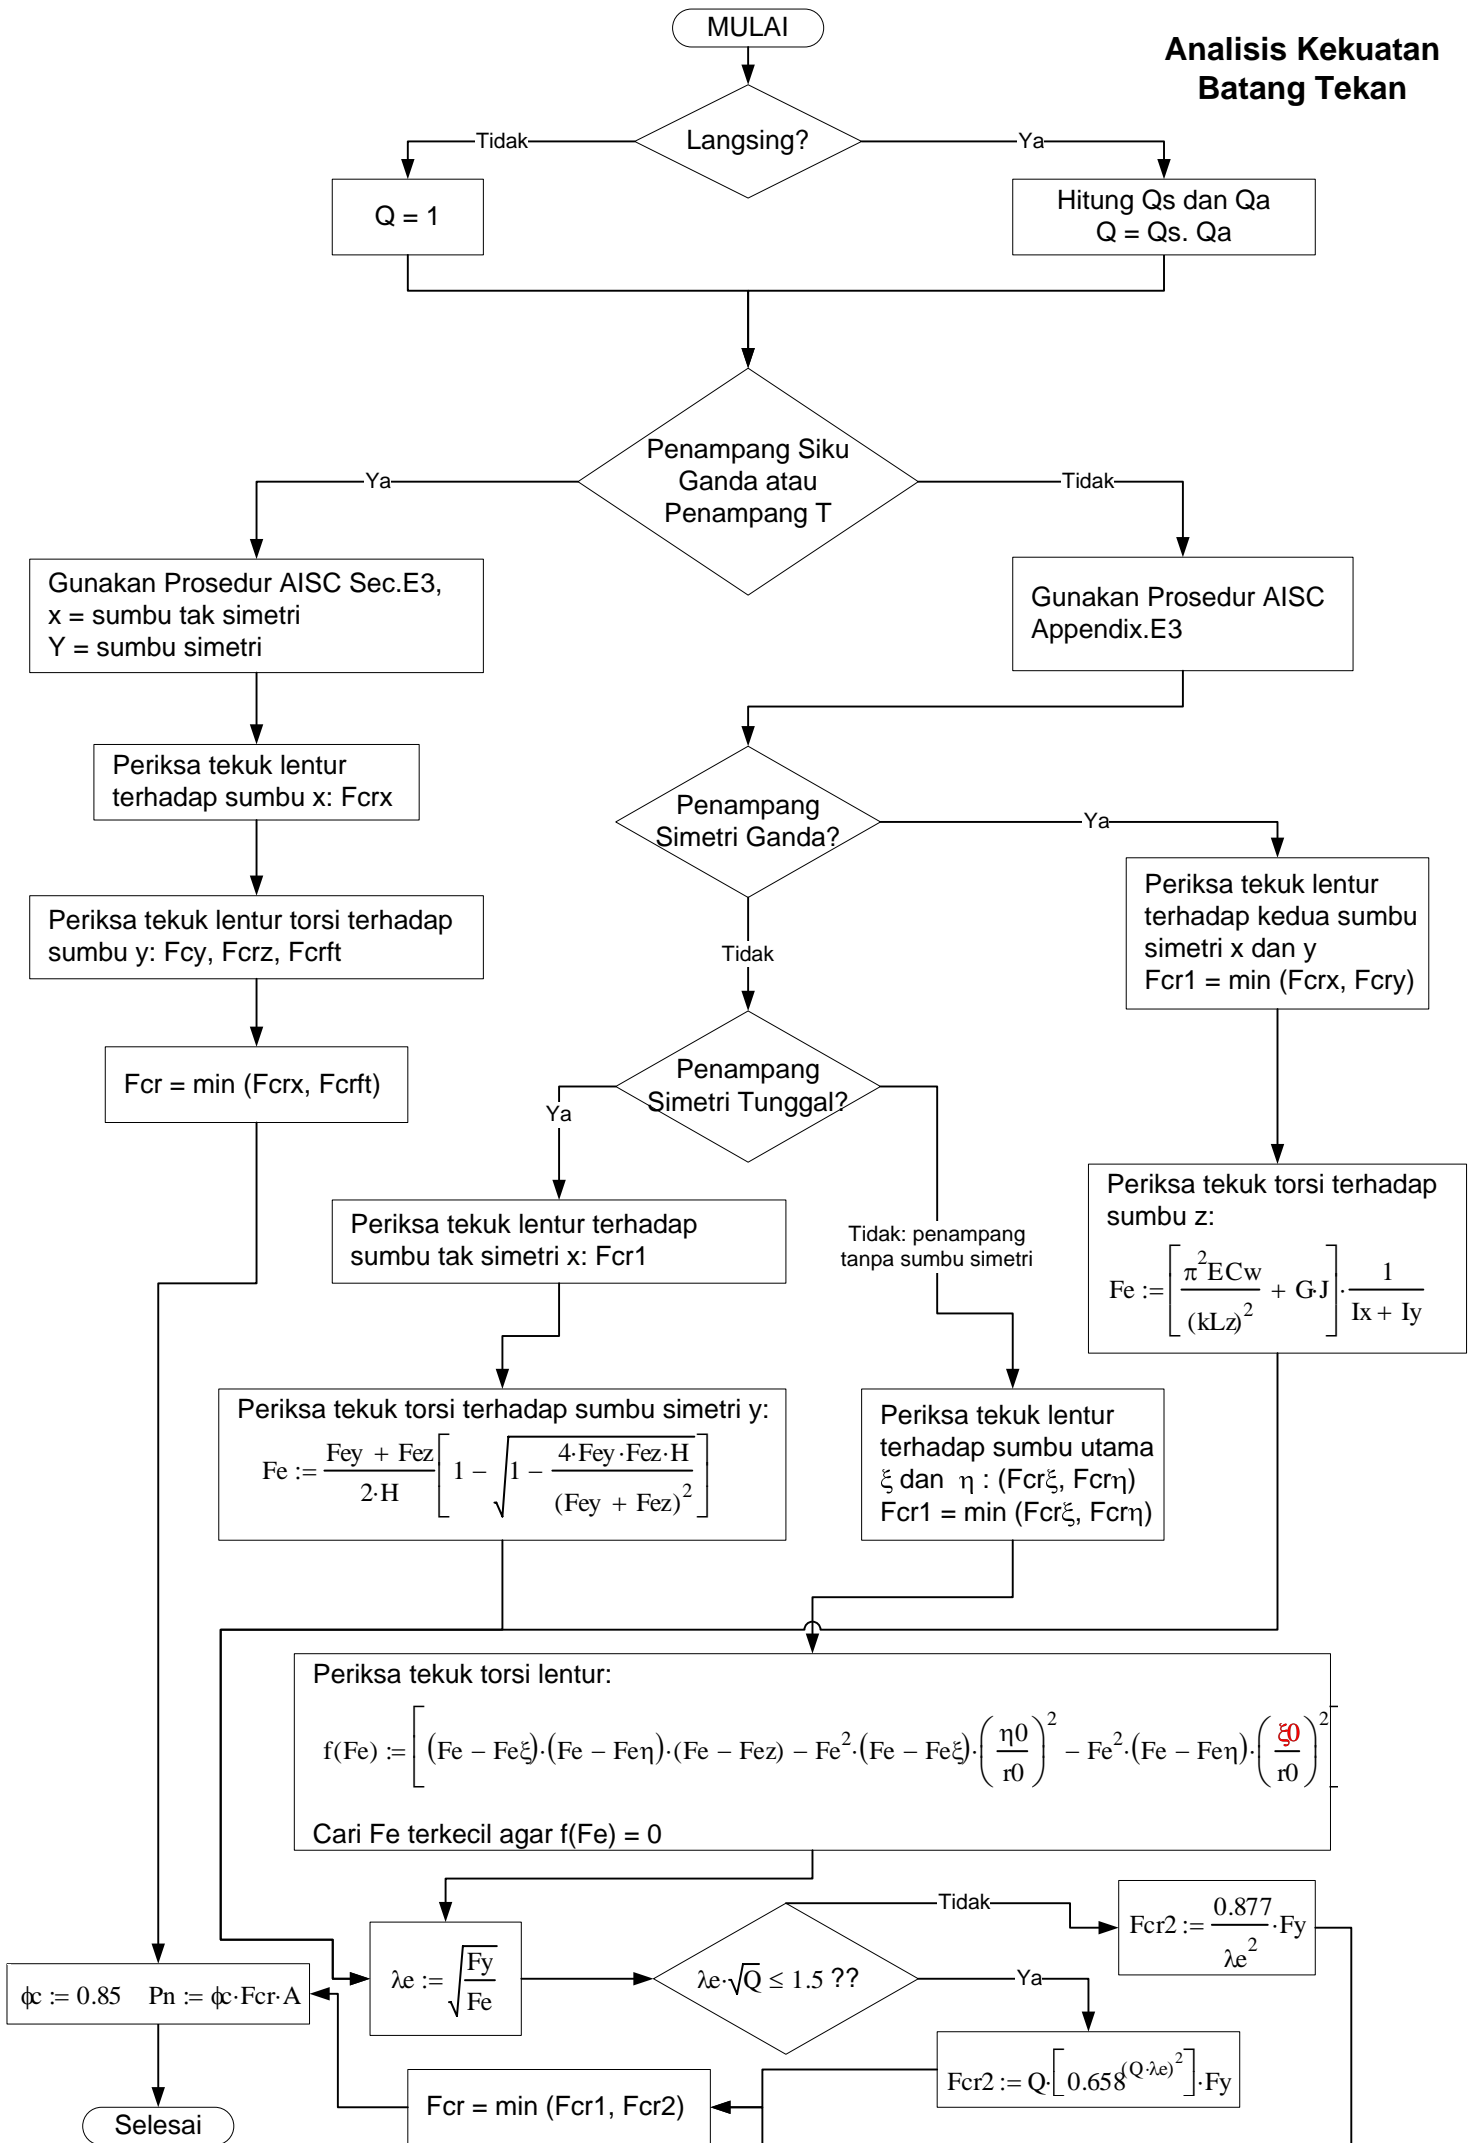 MULAI
Analisis Kekuatan
Batang Tekan
Langsing?
Tidak
Ya
Q = 1
Hitung Qs dan Qa
Q = Qs. Qa
Penampang Siku
Ganda atau
Penampang T
Ya
Tidak
Gunakan Prosedur AISC Sec.E3,
x = sumbu tak simetri
Y = sumbu simetri
Gunakan Prosedur AISC
Appendix.E3
Periksa tekuk lentur
terhadap sumbu x: Fcrx
Penampang
Simetri Ganda?
Ya
Tidak
Periksa tekuk lentur
terhadap kedua sumbu
simetri x dan y
Fcr1 = min (Fcrx, Fcry)
Periksa tekuk lentur torsi terhadap
sumbu y: Fcy, Fcrz, Fcrft
Fcr = min (Fcrx, Fcrft)
Penampang
Simetri Tunggal?
Ya
Tidak: penampang
tanpa sumbu simetri
Periksa tekuk lentur terhadap
sumbu tak simetri x: Fcr1
Periksa tekuk torsi terhadap
sumbu z:
Fe := [ π²ECw / (kLz)² + G·J ] · 1 / (Ix + Iy)
Periksa tekuk torsi terhadap sumbu simetri y:
Fe := (Fey + Fez) / (2·H) [ 1 − √(1 − 4·Fey·Fez·H / (Fey + Fez)²) ]
Periksa tekuk lentur
terhadap sumbu utama
ξ dan η : (Fcrξ, Fcrη)
Fcr1 = min (Fcrξ, Fcrη)
Periksa tekuk torsi lentur:
f(Fe) := [ (Fe − Feξ)·(Fe − Feη)·(Fe − Fez) − Fe²·(Fe − Feξ)·(η0 / r0)² − Fe²·(Fe − Feη)·(ξ0 / r0)² ]
Cari Fe terkecil agar f(Fe) = 0
λe := √(Fy / Fe)
λe·√Q ≤ 1.5 ??
Tidak
Fcr2 := 0.877 / λe² ·Fy
Ya
Fcr2 := Q·[ 0.658^(Q·λe)² ]·Fy
ϕc := 0.85 Pn := ϕc·Fcr·A
Fcr = min (Fcr1, Fcr2)
Selesai